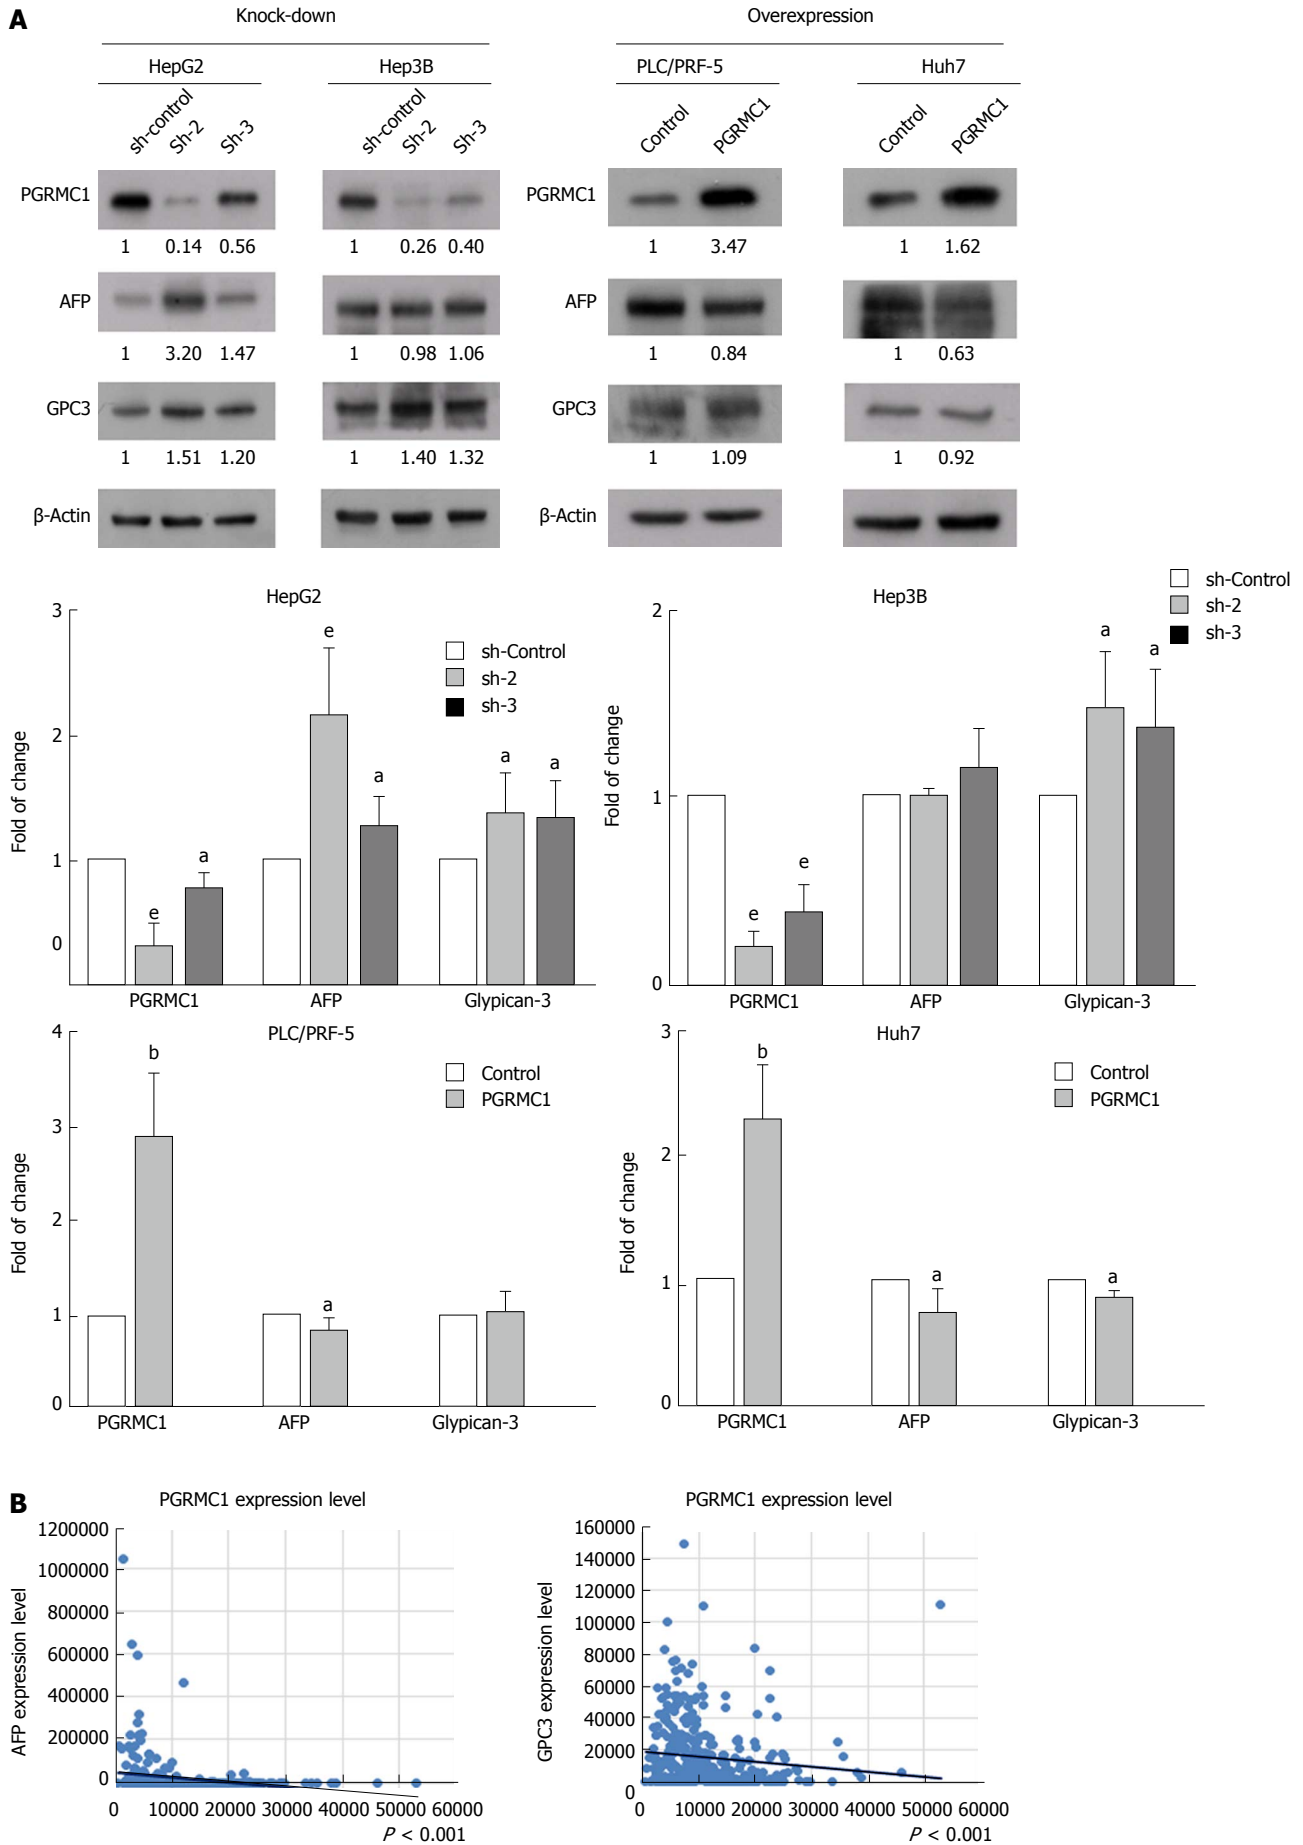 A
Knock-down
Overexpression
HepG2
Hep3B
PLC/PRF-5
Huh7
sh-control Sh-2 Sh-3
sh-control Sh-2 Sh-3
Control PGRMC1
Control PGRMC1
PGRMC1
PGRMC1
1 0.14 0.56
1 0.26 0.40
1 3.47
1 1.62
AFP
AFP
1 3.20 1.47
1 0.98 1.06
1 0.84
1 0.63
GPC3
GPC3
1 1.51 1.20
1 1.40 1.32
1 1.09
1 0.92
β-Actin
β-Actin
HepG2
Fold of change
3
2
1
0
sh-Control
sh-2
sh-3
e
a
e
a
a
a
PGRMC1 AFP Glypican-3
Hep3B
Fold of change
2
1
0
sh-Control
sh-2
sh-3
e
e
a
a
PGRMC1 AFP Glypican-3
PLC/PRF-5
Fold of change
4
3
2
1
0
Control
PGRMC1
b
a
PGRMC1 AFP Glypican-3
Huh7
Fold of change
3
2
1
0
Control
PGRMC1
b
a
a
PGRMC1 AFP Glypican-3
B
PGRMC1 expression level
AFP expression level
1200000
1000000
800000
600000
400000
200000
0
0 10000 20000 30000 40000 50000 60000
P < 0.001
PGRMC1 expression level
GPC3 expression level
160000
140000
120000
100000
80000
60000
40000
20000
0
0 10000 20000 30000 40000 50000 60000
P < 0.001